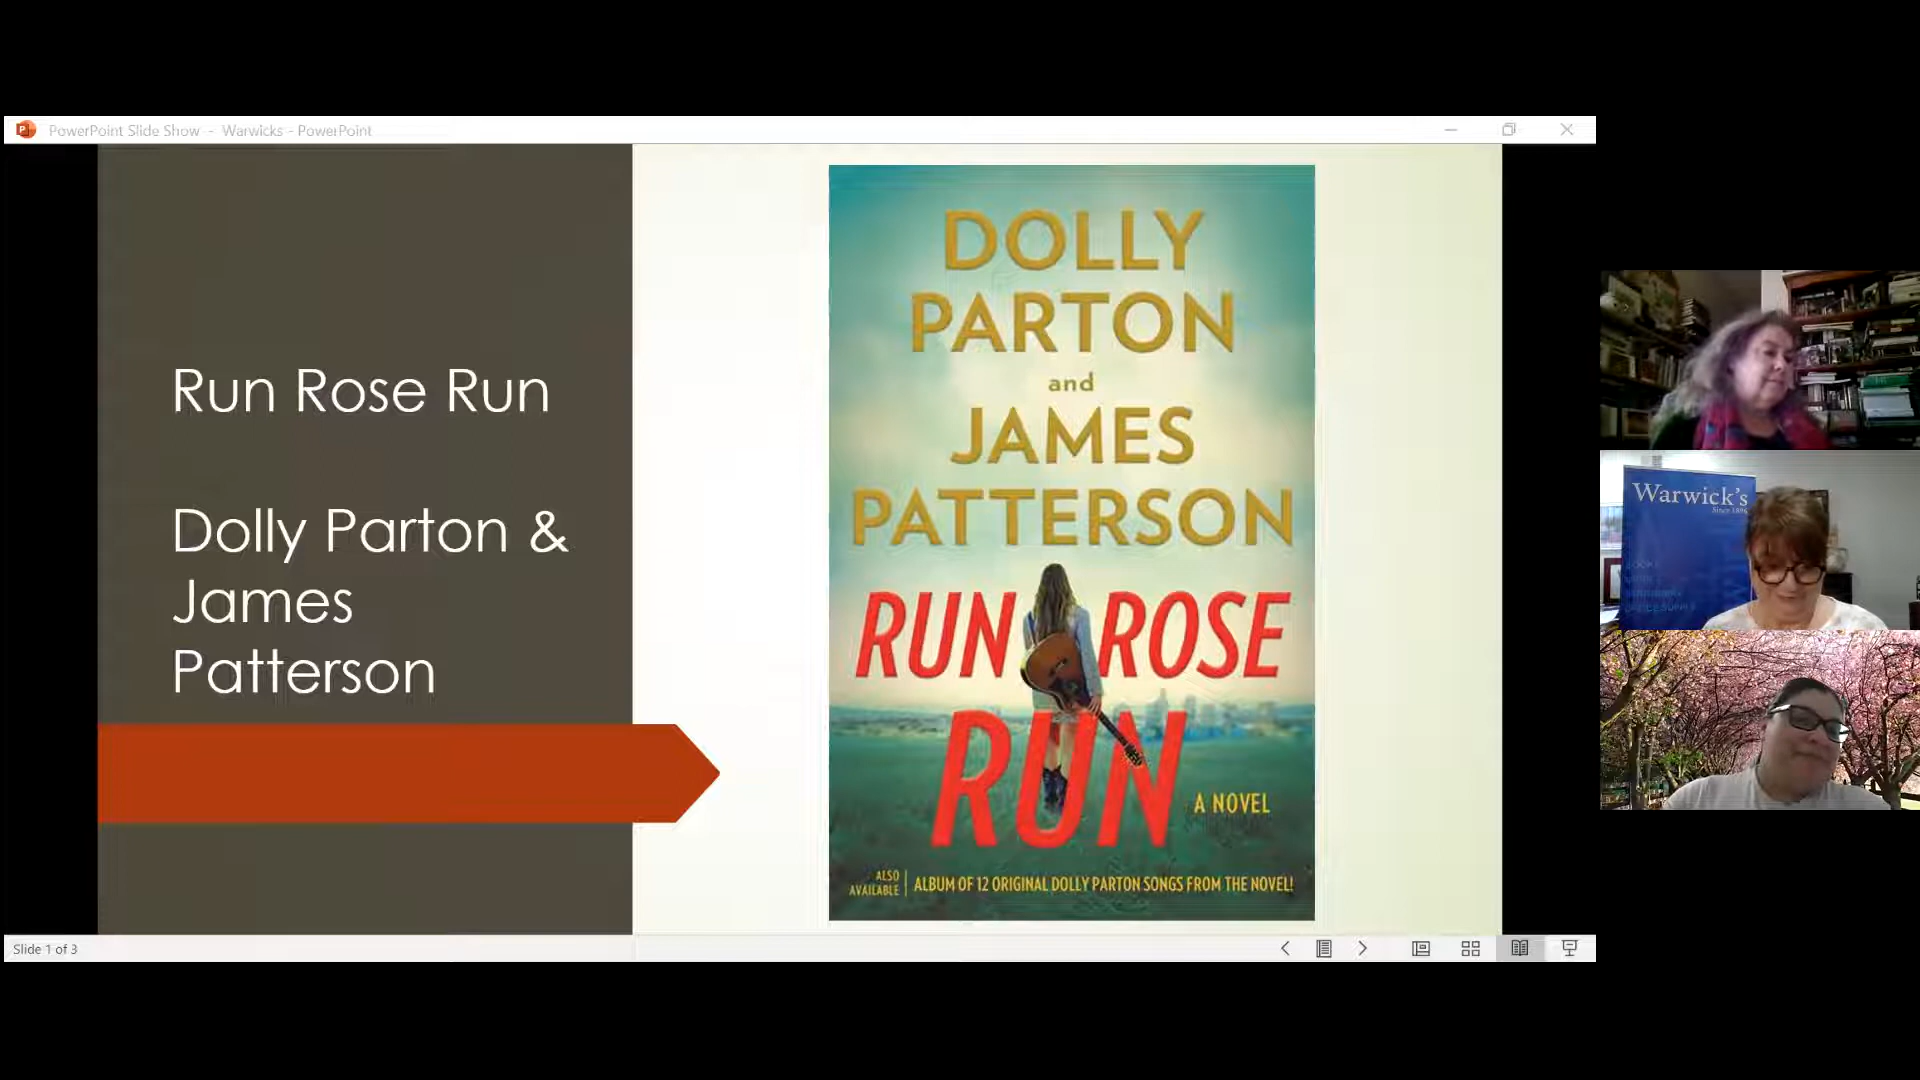 PowerPoint Slide Show - Warwicks - PowerPoint
Run Rose Run
Dolly Parton &
James
Patterson
DOLLY
PARTON
and
JAMES
PATTERSON
RUN ROSE
RUN
A NOVEL
ALSO
AVAILABLE
ALBUM OF 12 ORIGINAL DOLLY PARTON SONGS FROM THE NOVEL!
Warwick's
Since 1896
Slide 1 of 3